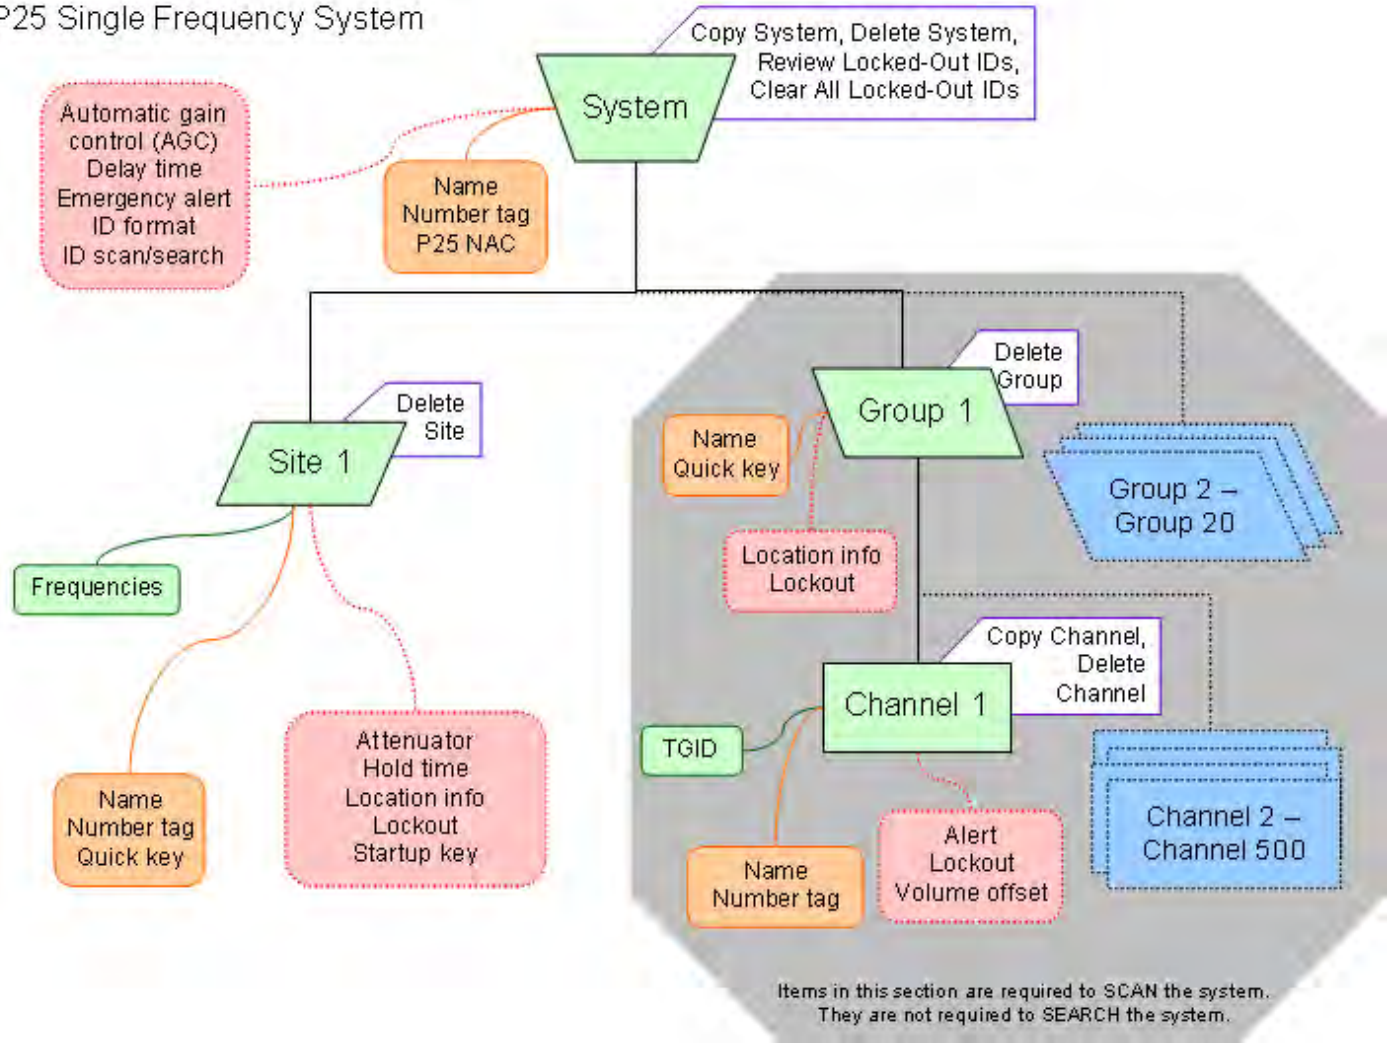 P25 Single Frequency System
Copy System, Delete System,
Review Locked-Out IDs,
Clear All Locked-Out IDs
System
Automatic gain
control (AGC)
Delay time
Emergency alert
ID format
ID scan/search
Name
Number tag
P25 NAC
Delete
Site
Site 1
Frequencies
Name
Number tag
Quick key
Attenuator
Hold time
Location info
Lockout
Startup key
Delete
Group
Group 1
Name
Quick key
Location info
Lockout
Group 2 –
Group 20
Copy Channel,
Delete
Channel
Channel 1
TGID
Name
Number tag
Alert
Lockout
Volume offset
Channel 2 –
Channel 500
Items in this section are required to SCAN the system.
They are not required to SEARCH the system.